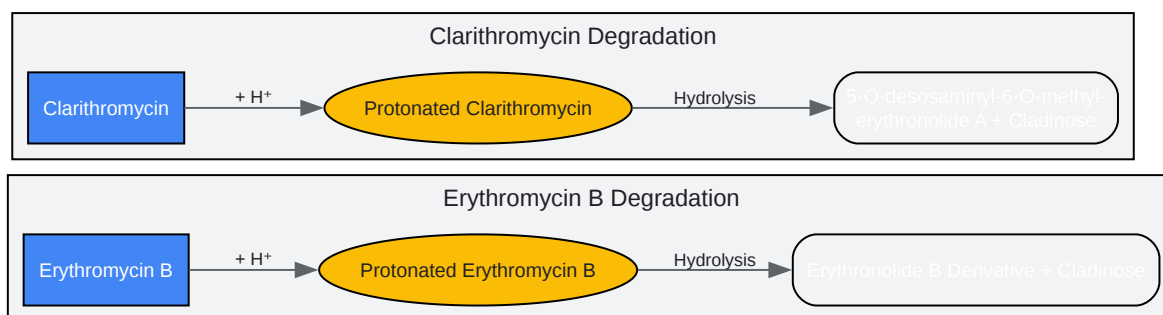 Clarithromycin Degradation
Clarithromycin
+ H⁺
Protonated Clarithromycin
Hydrolysis
5-O-desosaminyl-6-O-methyl-
erythronolide A + Cladinose
Erythromycin B Degradation
Erythromycin B
+ H⁺
Protonated Erythromycin B
Hydrolysis
Erythronolide B Derivative + Cladinose